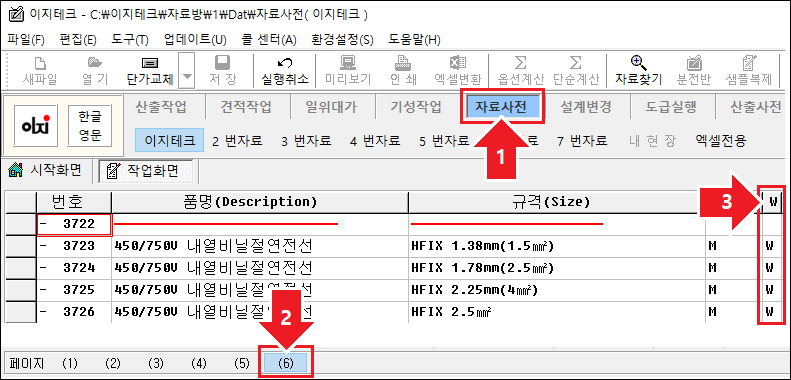 이지테크 - C:₩이지테크₩자료방₩1₩Dat₩자료사전( 이지테크 )
파일(F) 편집(E) 도구(T) 업데이트(U) 콜 센터(A) 환경설정(S) 도움말(H)
새파일 열 기 단가교체 저 장 실행취소 미리보기 인 쇄 엑셀변환 옵션계산 단순계산 자료찾기 분전반 샘플복제
이지
한글
영문
산출작업 견적작업 일위대가 기성작업 자료사전 설계변경 도급실행 산출사전
이지테크 2 번자료 3 번자료 4 번자료 5 료 7 번자료 내 현 장 엑셀전용
1
시작화면 작업화면
3
번호 품명(Description) 규격(Size) W
- 3722
- 3723 450/750V 내열비닐절연전선 HFIX 1.38mm(1.5㎟) M W
- 3724 450/750V 내열비닐절연전선 HFIX 1.78mm(2.5㎟) M W
- 3725 450/750V 내열비닐절연전선 HFIX 2.25mm(4㎟) M W
- 3726 450/750V 내열비닐절연전선 HFIX 2.5㎟ M W
2
페이지 (1) (2) (3) (4) (5) (6)